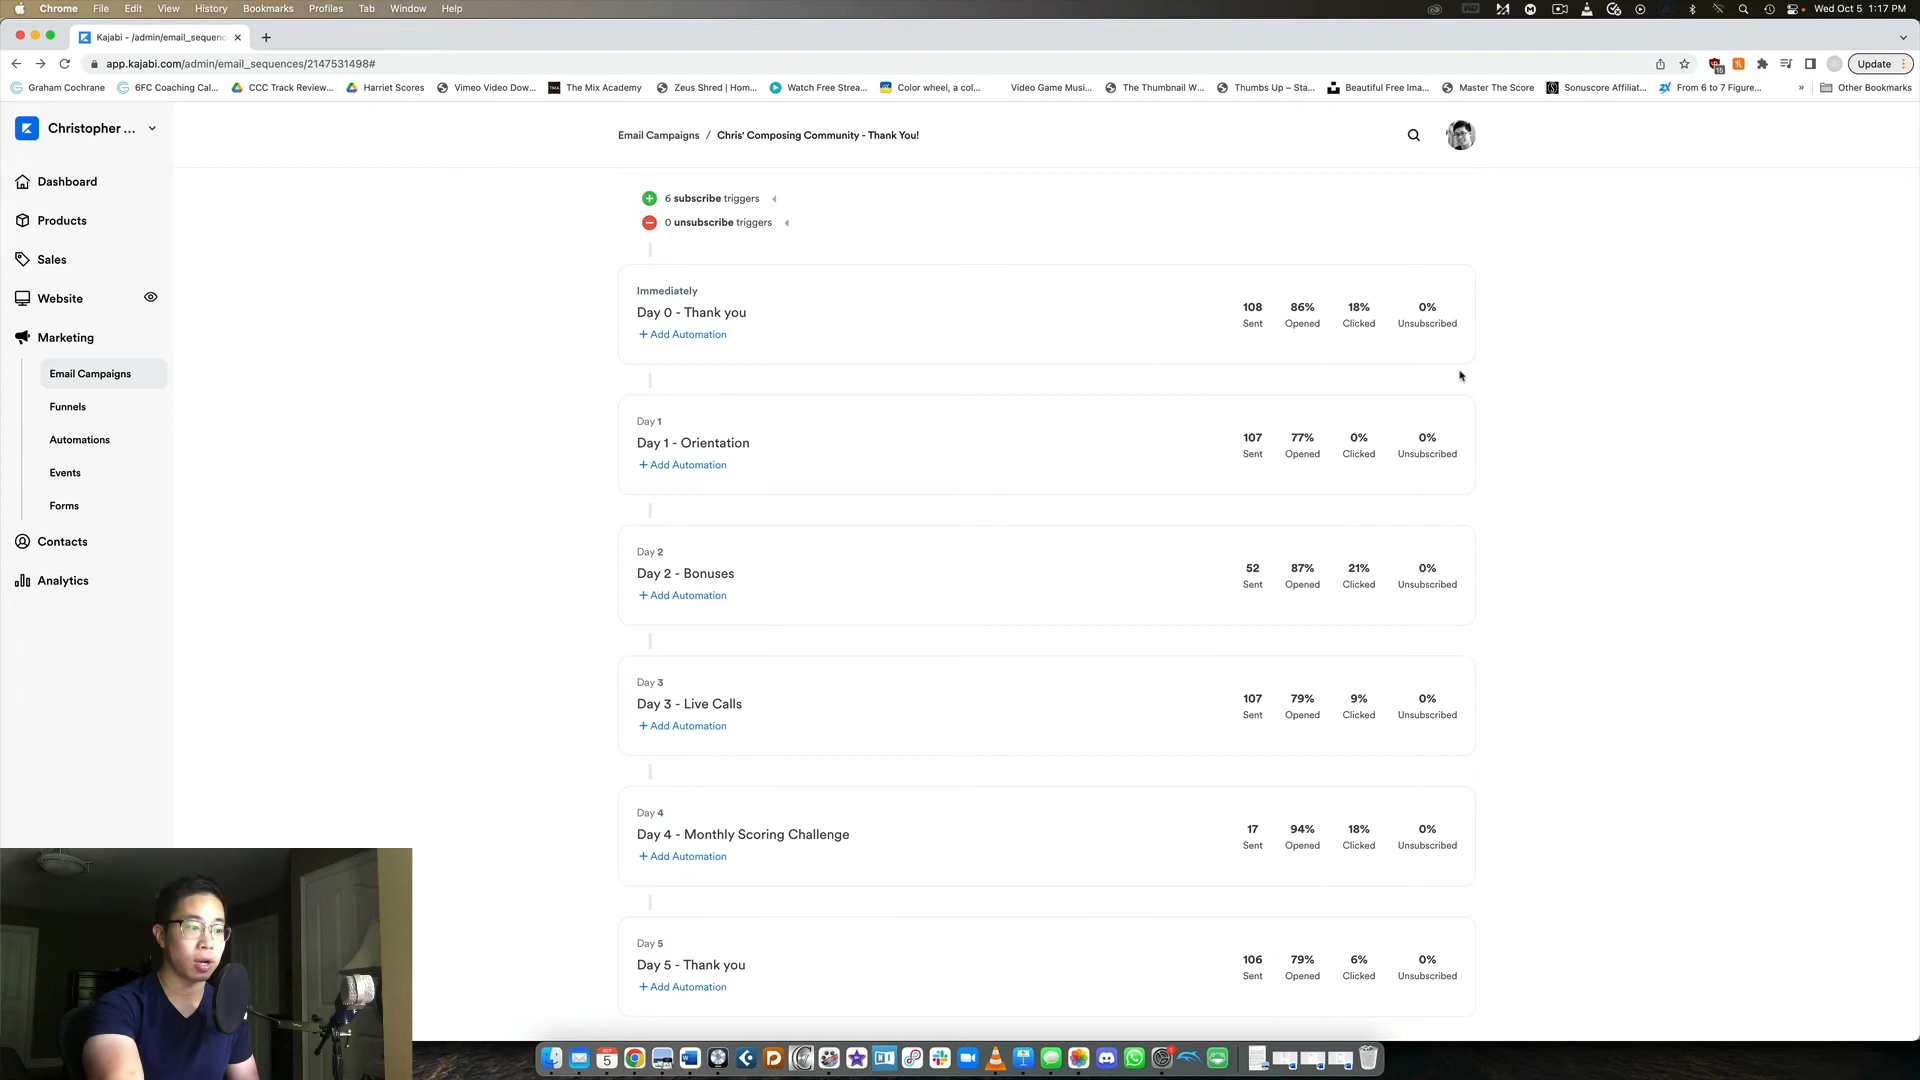 Chrome File Edit View History Bookmarks Profiles Tab Window Help Wed Oct 5 1:17 PM
Kajabi - /admin/email_sequenc
app.kajabi.com/admin/email_sequences/2147531498# Update
Graham Cochrane 6FC Coaching Cal... CCC Track Review... Harriet Scores Vimeo Video Dow... The Mix Academy Zeus Shred | Hom... Watch Free Strea... Color wheel, a col... Video Game Musi... The Thumbnail W... Thumbs Up – Sta... Beautiful Free Ima... Master The Score Sonuscore Affiliat... From 6 to 7 Figure... » Other Bookmarks
Christopher ...
Email Campaigns / Chris' Composing Community - Thank You!
Dashboard
Products
Sales
Website
Marketing
Email Campaigns
Funnels
Automations
Events
Forms
Contacts
Analytics
6 subscribe triggers
0 unsubscribe triggers
Immediately
Day 0 - Thank you
+ Add Automation
108 86% 18% 0%
Sent Opened Clicked Unsubscribed
Day 1
Day 1 - Orientation
+ Add Automation
107 77% 0% 0%
Sent Opened Clicked Unsubscribed
Day 2
Day 2 - Bonuses
+ Add Automation
52 87% 21% 0%
Sent Opened Clicked Unsubscribed
Day 3
Day 3 - Live Calls
+ Add Automation
107 79% 9% 0%
Sent Opened Clicked Unsubscribed
Day 4
Day 4 - Monthly Scoring Challenge
+ Add Automation
17 94% 18% 0%
Sent Opened Clicked Unsubscribed
Day 5
Day 5 - Thank you
+ Add Automation
106 79% 6% 0%
Sent Opened Clicked Unsubscribed